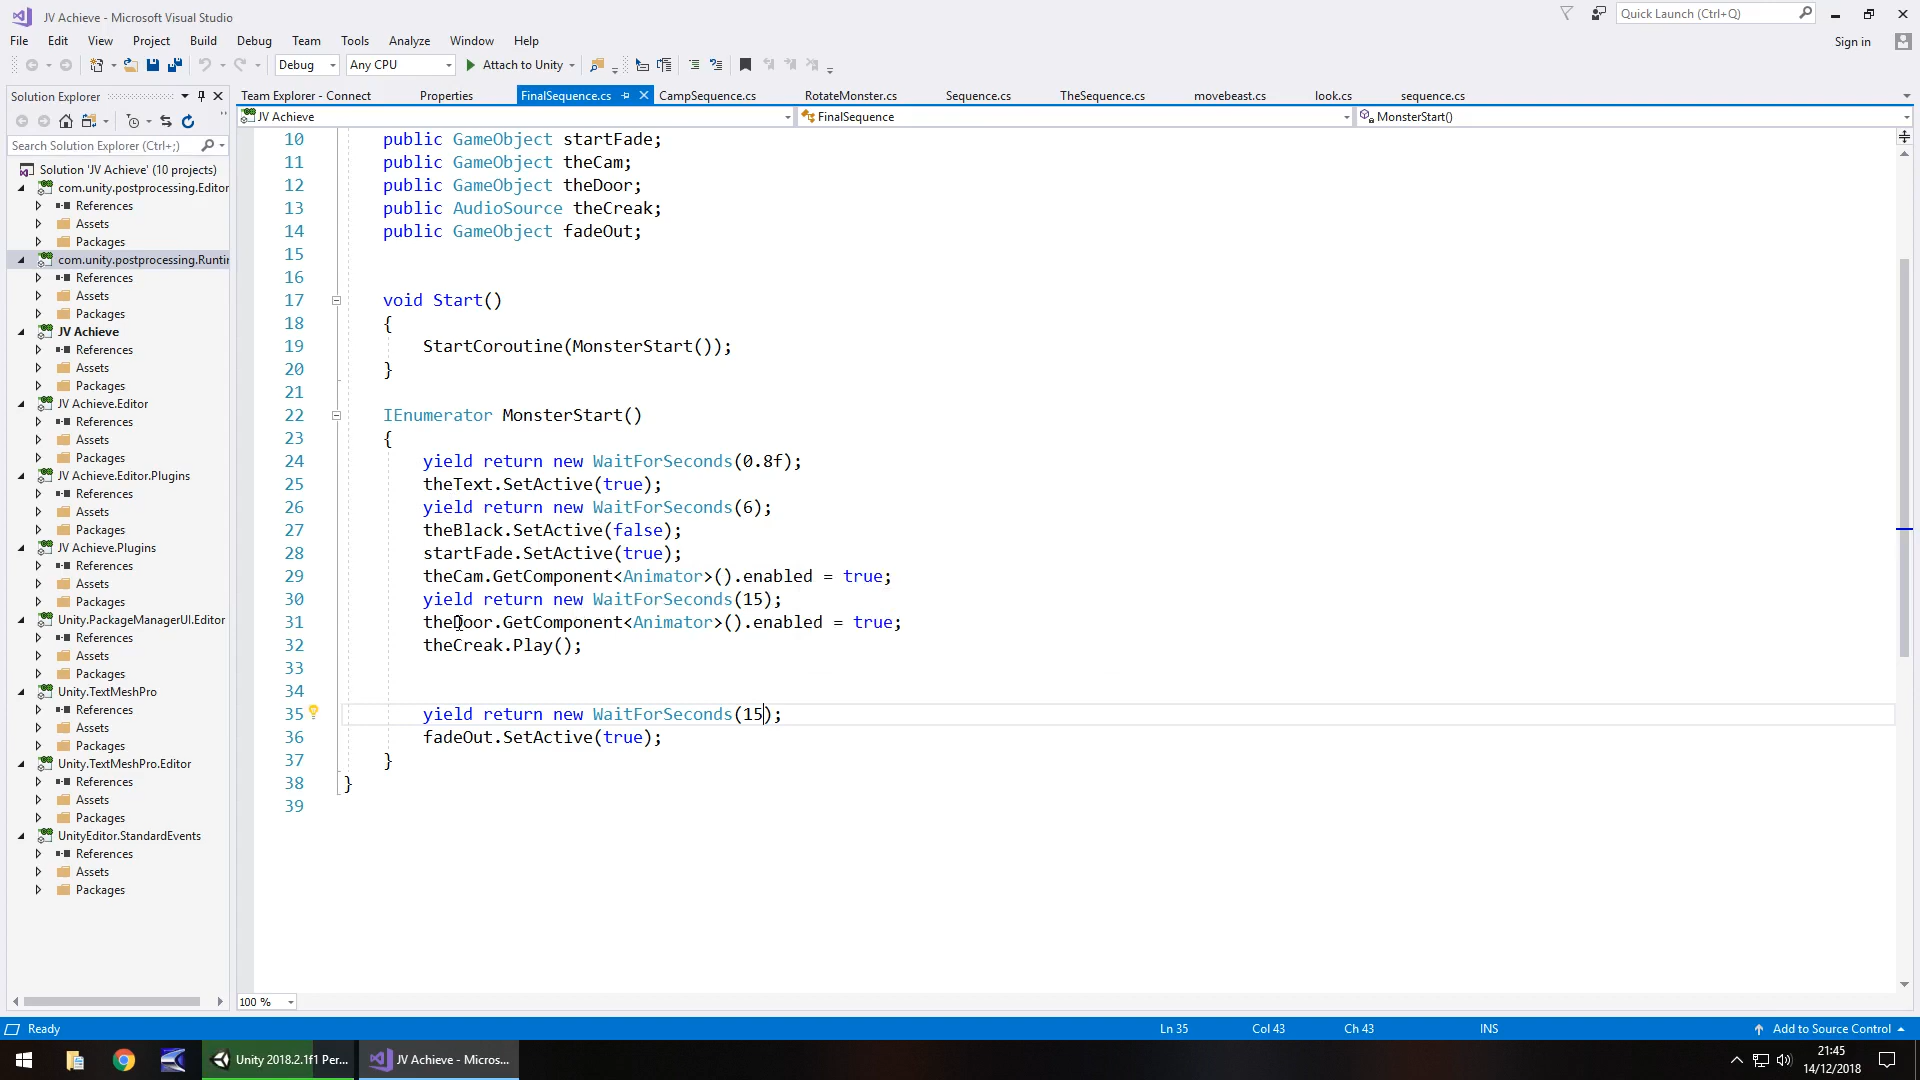 JV Achieve - Microsoft Visual Studio
Quick Launch (Ctrl+Q)
File Edit View Project Build Debug Team Tools Analyze Window Help
Sign in
Debug Any CPU Attach to Unity
Solution Explorer
Team Explorer - Connect Properties FinalSequence.cs CampSequence.cs RotateMonster.cs Sequence.cs TheSequence.cs movebeast.cs look.cs sequence.cs
JV Achieve FinalSequence MonsterStart()
Search Solution Explorer (Ctrl+;)
Solution 'JV Achieve' (10 projects)
com.unity.postprocessing.Editor
References
Assets
Packages
com.unity.postprocessing.Runtin
References
Assets
Packages
JV Achieve
References
Assets
Packages
JV Achieve.Editor
References
Assets
Packages
JV Achieve.Editor.Plugins
References
Assets
Packages
JV Achieve.Plugins
References
Assets
Packages
Unity.PackageManagerUI.Editor
References
Assets
Packages
Unity.TextMeshPro
References
Assets
Packages
Unity.TextMeshPro.Editor
References
Assets
Packages
UnityEditor.StandardEvents
References
Assets
Packages
10 public GameObject startFade;
11 public GameObject theCam;
12 public GameObject theDoor;
13 public AudioSource theCreak;
14 public GameObject fadeOut;
15
16
17 void Start()
18 {
19 StartCoroutine(MonsterStart());
20 }
21
22 IEnumerator MonsterStart()
23 {
24 yield return new WaitForSeconds(0.8f);
25 theText.SetActive(true);
26 yield return new WaitForSeconds(6);
27 theBlack.SetActive(false);
28 startFade.SetActive(true);
29 theCam.GetComponent<Animator>().enabled = true;
30 yield return new WaitForSeconds(15);
31 theDoor.GetComponent<Animator>().enabled = true;
32 theCreak.Play();
33
34
35 yield return new WaitForSeconds(15);
36 fadeOut.SetActive(true);
37 }
38 }
39
100 %
Ready Ln 35 Col 43 Ch 43 INS Add to Source Control
Unity 2018.2.1f1 Per... JV Achieve - Micros...
21:45
14/12/2018